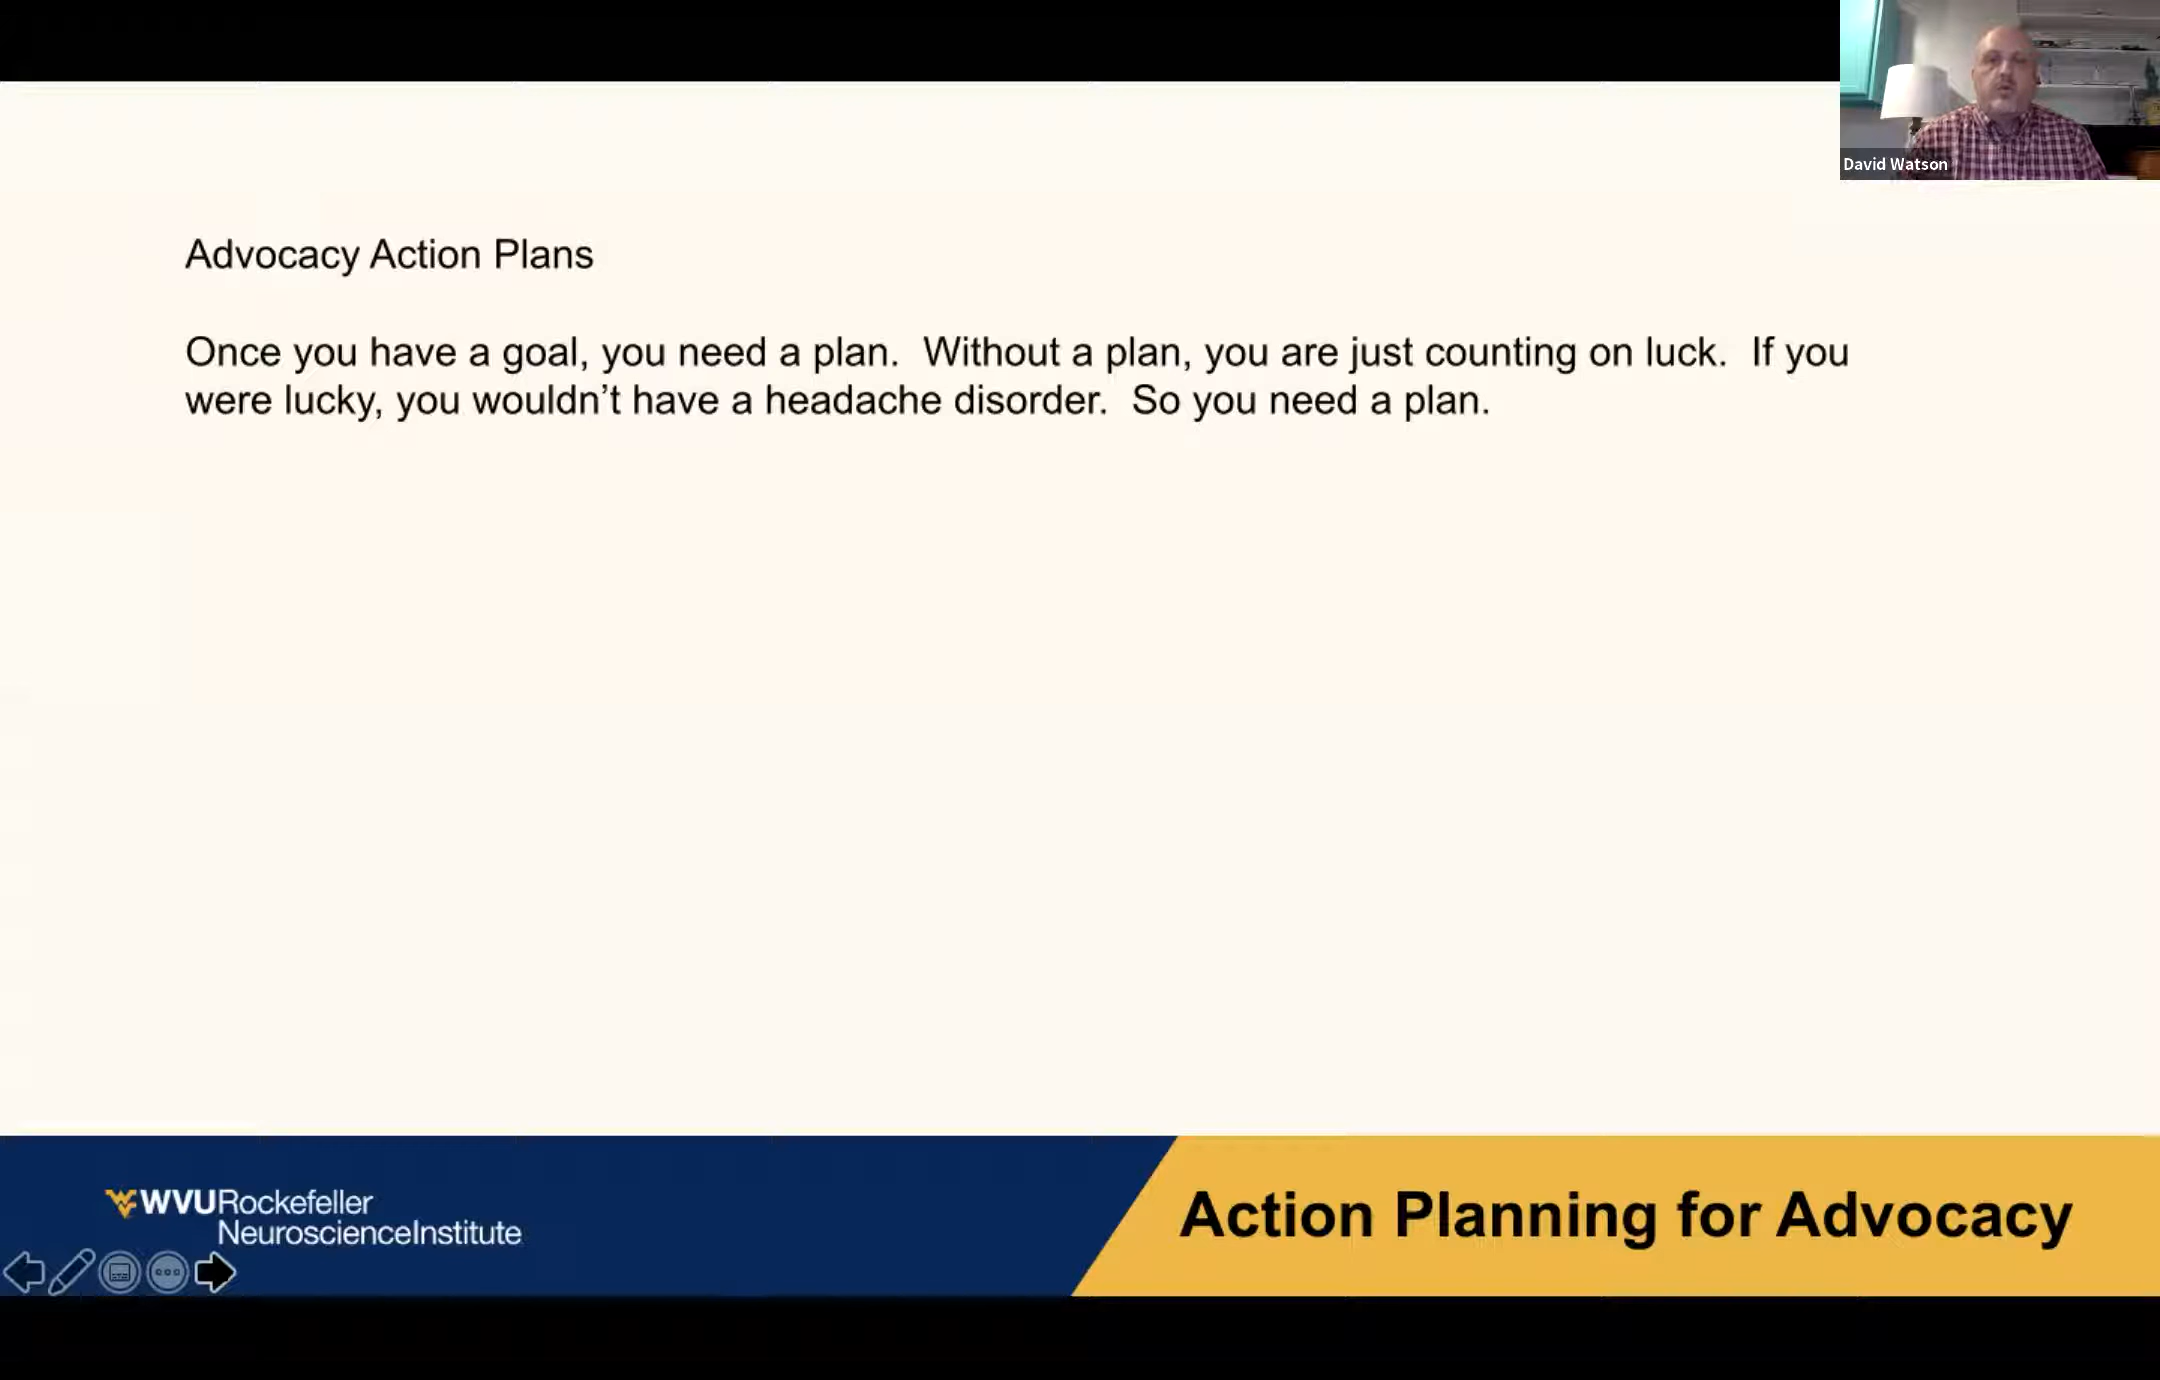 David Watson
Advocacy Action Plans
Once you have a goal, you need a plan.  Without a plan, you are just counting on luck.  If you
were lucky, you wouldn’t have a headache disorder.  So you need a plan.
WVURockefeller
NeuroscienceInstitute
Action Planning for Advocacy